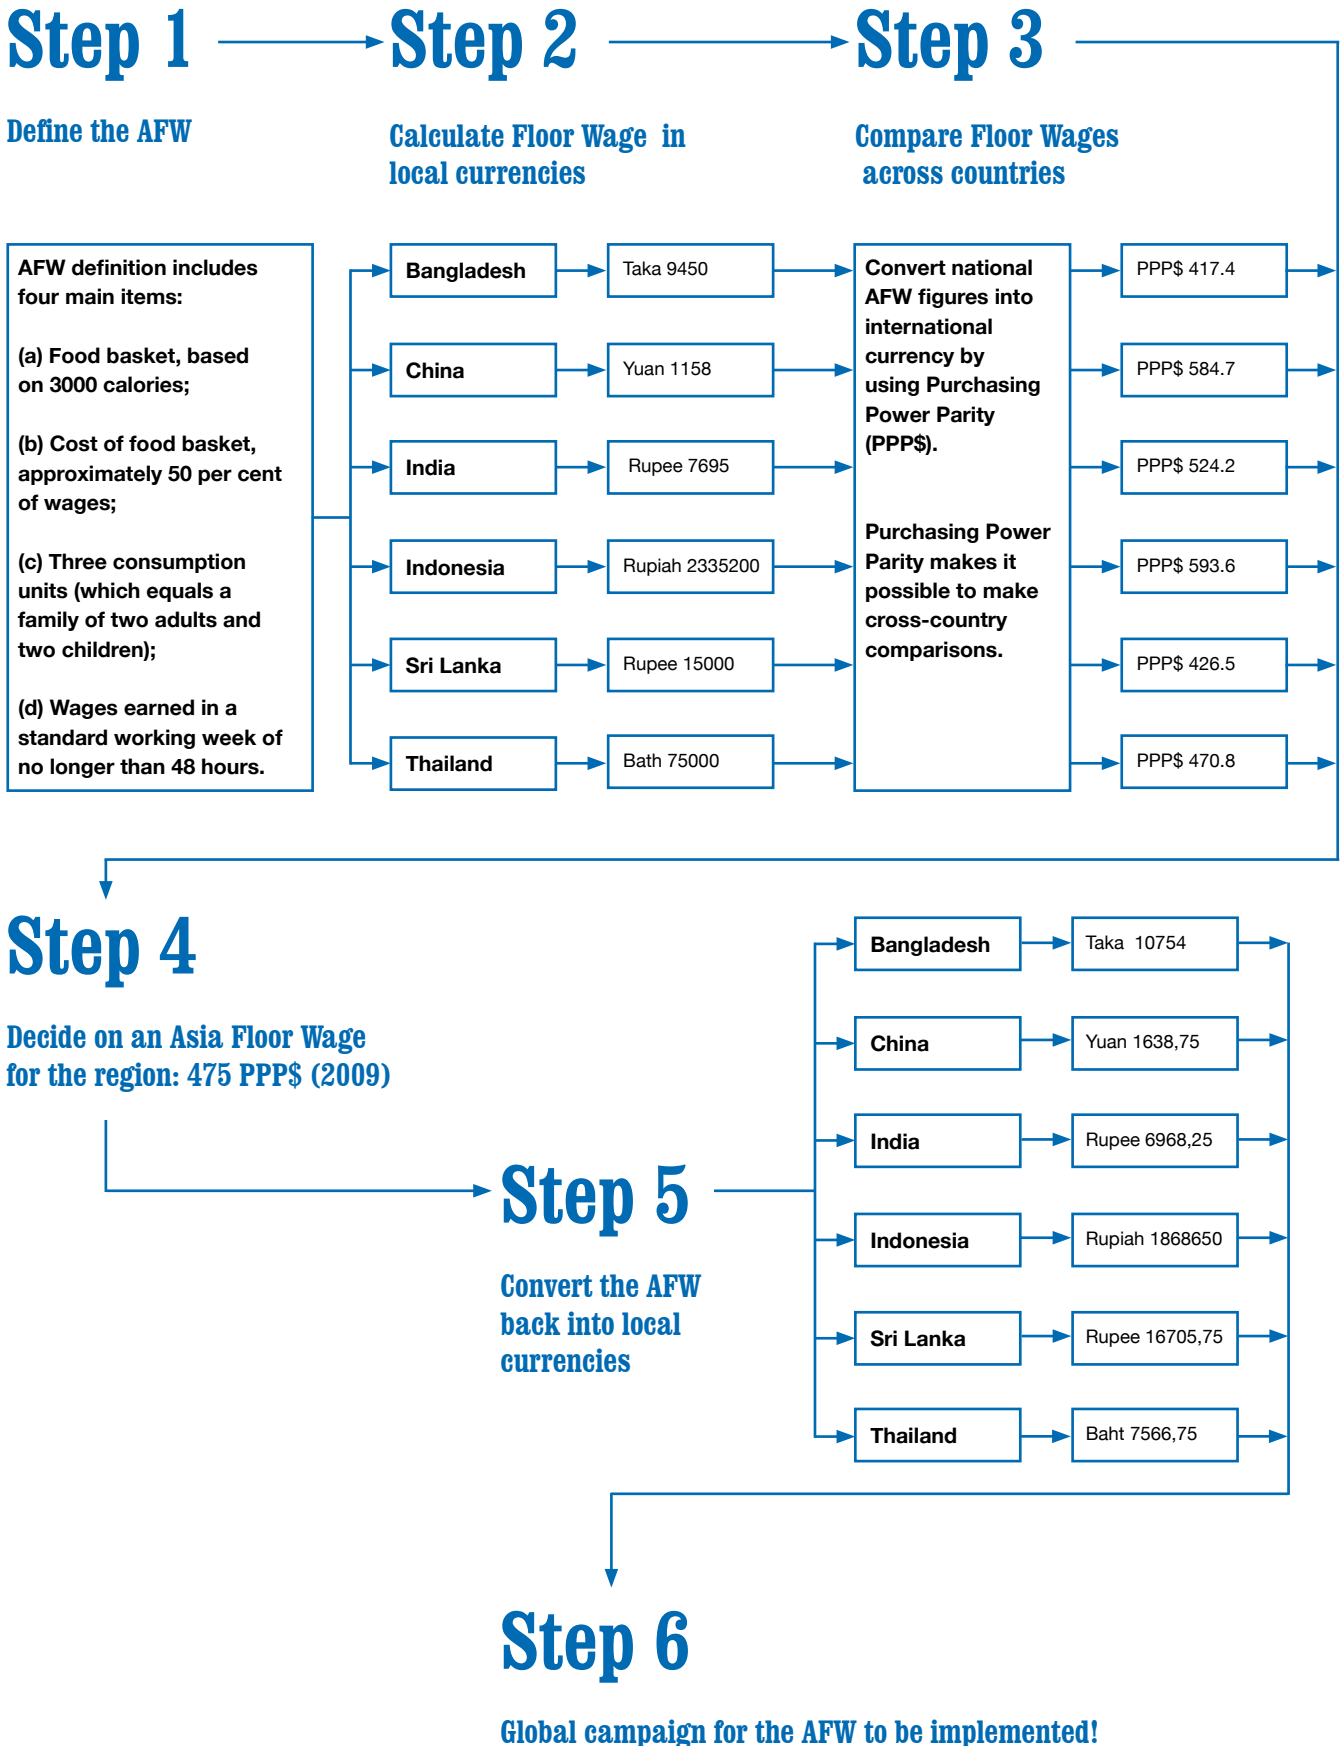 Step 1
Step 2
Step 3
Define the AFW
Calculate Floor Wage in
local currencies
Compare Floor Wages
across countries
AFW definition includes
four main items:
(a) Food basket, based
on 3000 calories;
(b) Cost of food basket,
approximately 50 per cent
of wages;
(c) Three consumption
units (which equals a
family of two adults and
two children);
(d) Wages earned in a
standard working week of
no longer than 48 hours.
Bangladesh
Taka 9450
China
Yuan 1158
India
Rupee 7695
Indonesia
Rupiah 2335200
Sri Lanka
Rupee 15000
Thailand
Bath 75000
Convert national
AFW figures into
international
currency by
using Purchasing
Power Parity
(PPP$).
Purchasing Power
Parity makes it
possible to make
cross-country
comparisons.
PPP$ 417.4
PPP$ 584.7
PPP$ 524.2
PPP$ 593.6
PPP$ 426.5
PPP$ 470.8
Step 4
Decide on an Asia Floor Wage
for the region: 475 PPP$ (2009)
Step 5
Convert the AFW
back into local
currencies
Bangladesh
Taka 10754
China
Yuan 1638,75
India
Rupee 6968,25
Indonesia
Rupiah 1868650
Sri Lanka
Rupee 16705,75
Thailand
Baht 7566,75
Step 6
Global campaign for the AFW to be implemented!